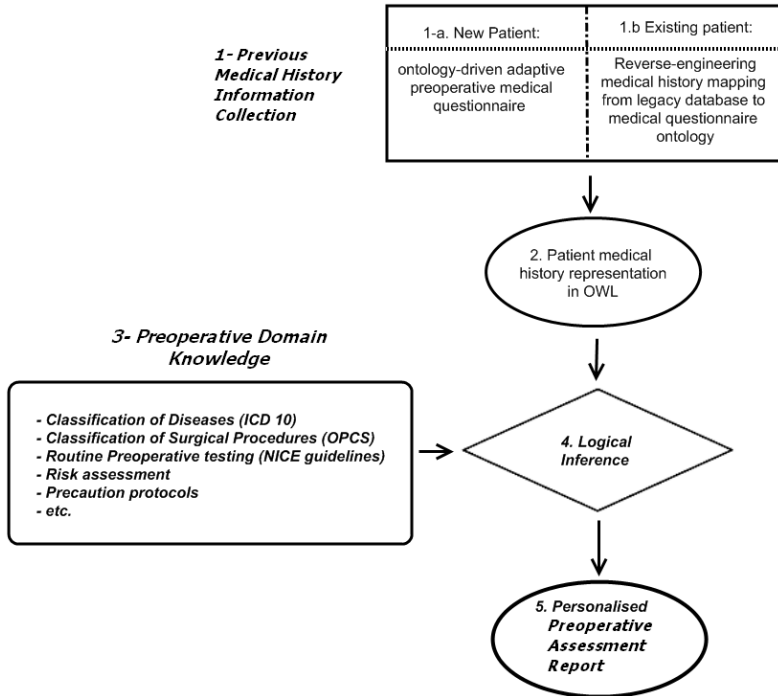 1- Previous
Medical History
Information
Collection
1-a. New Patient:
ontology-driven adaptive
preoperative medical
questionnaire
1.b Existing patient:
Reverse-engineering
medical history mapping
from legacy database to
medical questionnaire
ontology
2. Patient medical
history representation
in OWL
3- Preoperative Domain
Knowledge
- Classification of Diseases (ICD 10)
- Classification of Surgical Procedures (OPCS)
- Routine Preoperative testing (NICE guidelines)
- Risk assessment
- Precaution protocols
- etc.
4. Logical
Inference
5. Personalised
Preoperative
Assessment
Report